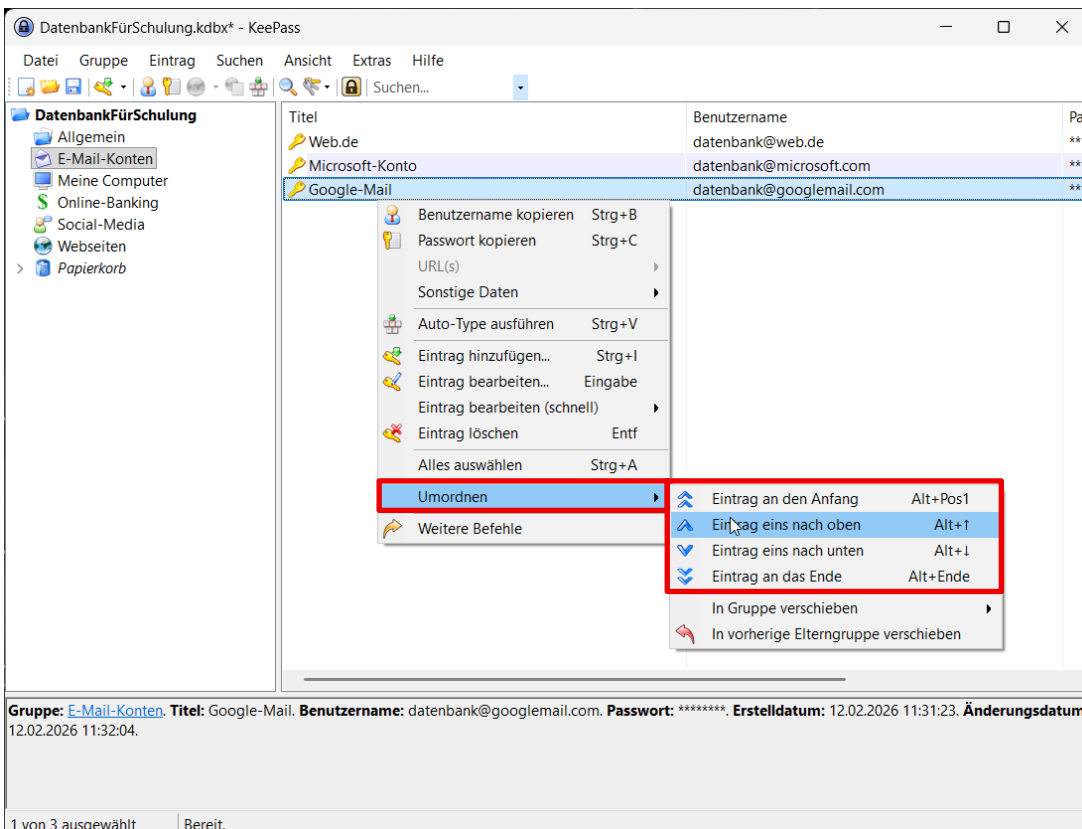 DatenbankFürSchulung.kdbx* - KeePass
Datei Gruppe Eintrag Suchen Ansicht Extras Hilfe
Suchen...
DatenbankFürSchulung
Allgemein
E-Mail-Konten
Meine Computer
Online-Banking
Social-Media
Webseiten
Papierkorb
Titel Benutzername Pa
Web.de datenbank@web.de **
Microsoft-Konto datenbank@microsoft.com **
Google-Mail datenbank@googlemail.com **
Benutzername kopieren Strg+B
Passwort kopieren Strg+C
URL(s)
Sonstige Daten
Auto-Type ausführen Strg+V
Eintrag hinzufügen... Strg+I
Eintrag bearbeiten... Eingabe
Eintrag bearbeiten (schnell)
Eintrag löschen Entf
Alles auswählen Strg+A
Umordnen
Weitere Befehle
Eintrag an den Anfang Alt+Pos1
Eintrag eins nach oben Alt+↑
Eintrag eins nach unten Alt+↓
Eintrag an das Ende Alt+Ende
In Gruppe verschieben
In vorherige Elterngruppe verschieben
Gruppe: E-Mail-Konten. Titel: Google-Mail. Benutzername: datenbank@googlemail.com. Passwort: ********. Erstelldatum: 12.02.2026 11:31:23. Änderungsdatum
12.02.2026 11:32:04.
1 von 3 ausgewählt Bereit.